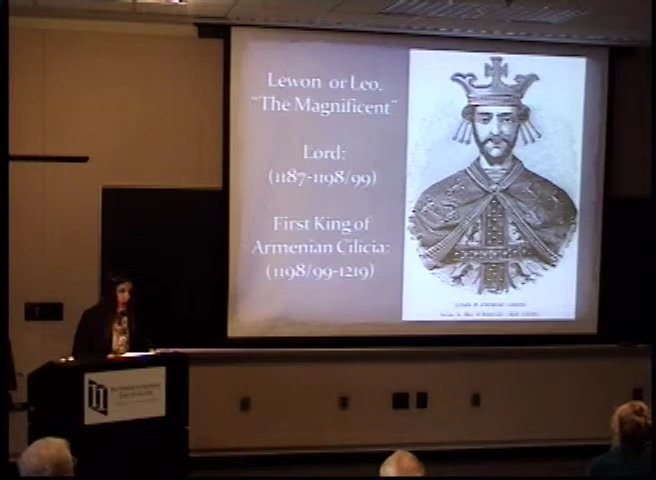 Lewon or Leo.
"The Magnificent"
Lord:
(1187-1198/99)
First King of
Armenian Cilicia:
(1198/99-1219)